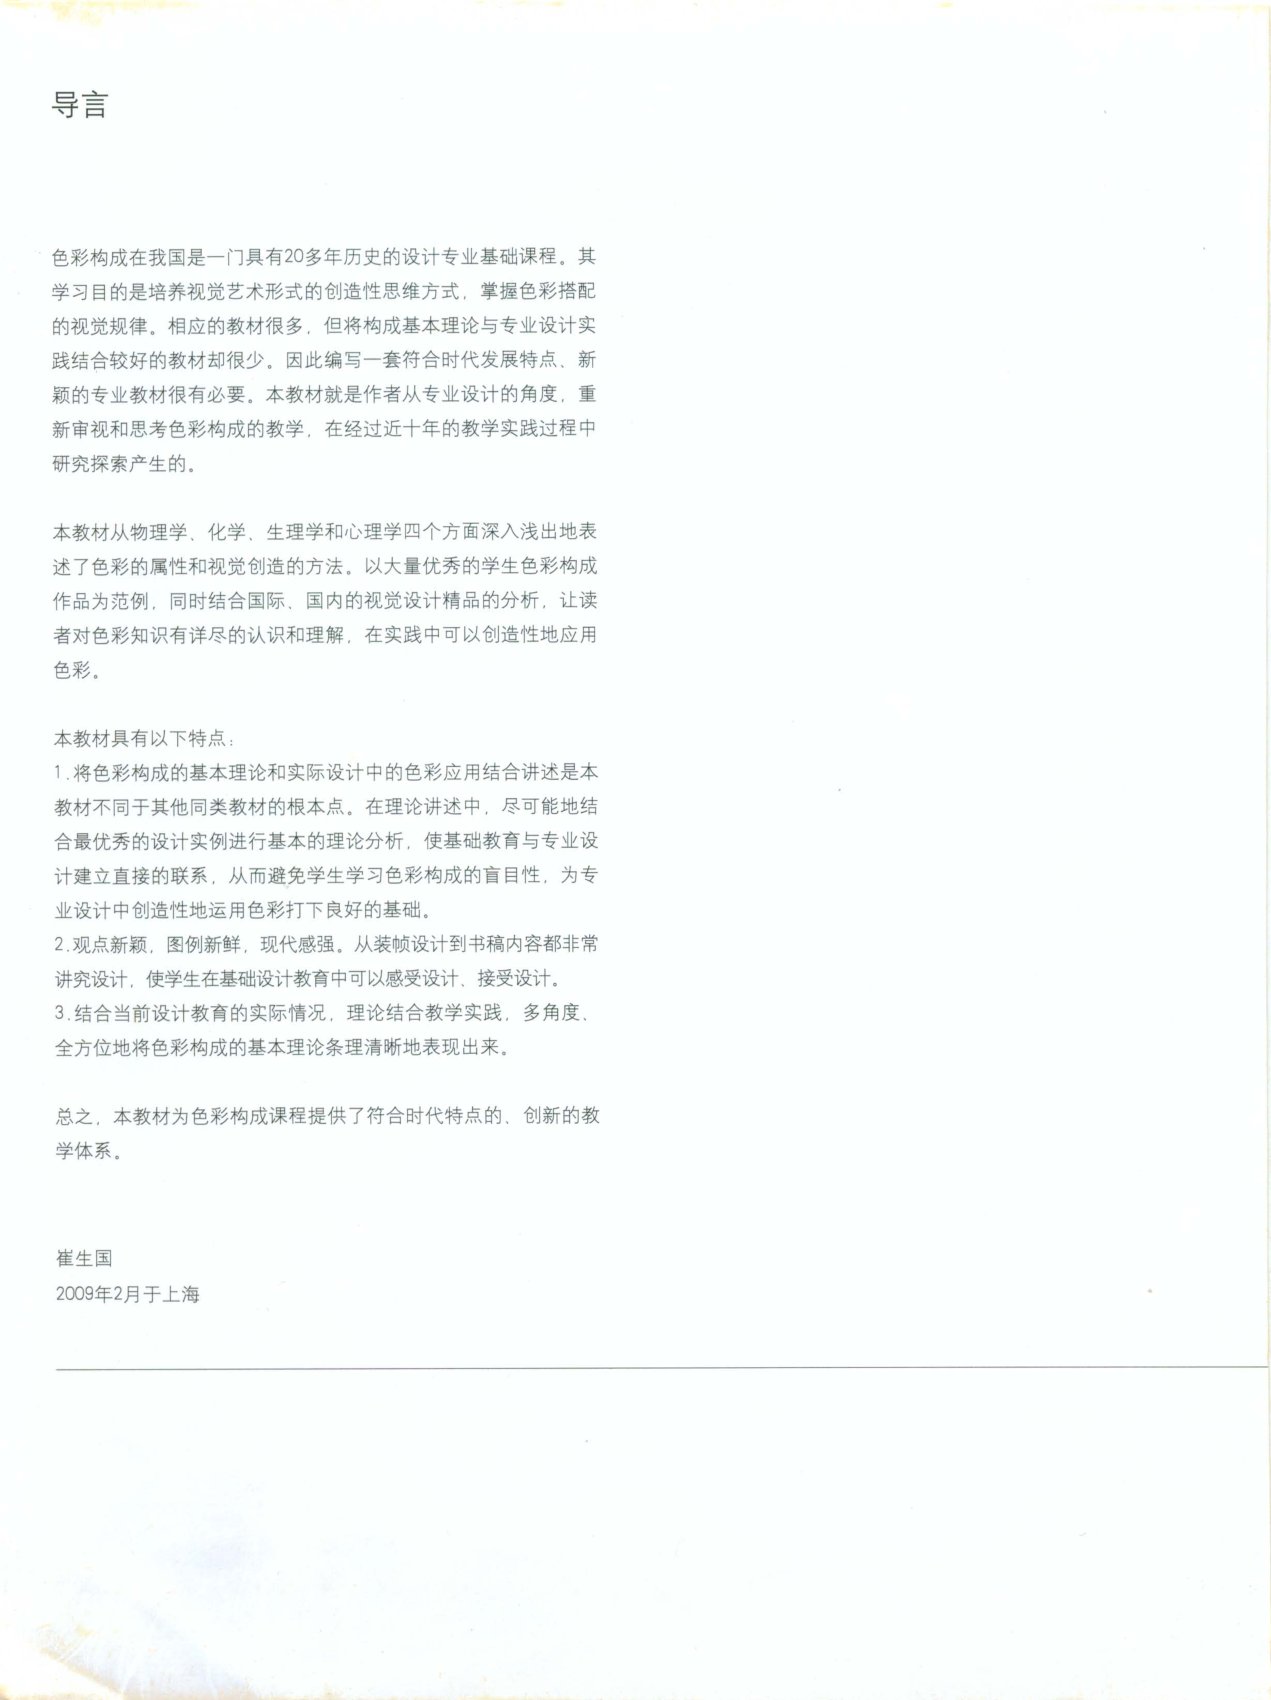 导言
色彩构成在我国是一门具有20多年历史的设计专业基础课程。其
学习目的是培养视觉艺术形式的创造性思维方式，掌握色彩搭配
的视觉规律。相应的教材很多，但将构成基本理论与专业设计实
践结合较好的教材却很少。因此编写一套符合时代发展特点、新
颖的专业教材很有必要。本教材就是作者从专业设计的角度，重
新审视和思考色彩构成的教学，在经过近十年的教学实践过程中
研究探索产生的。
本教材从物理学、化学、生理学和心理学四个方面深入浅出地表
述了色彩的属性和视觉创造的方法。以大量优秀的学生色彩构成
作品为范例，同时结合国际、国内的视觉设计精品的分析，让读
者对色彩知识有详尽的认识和理解，在实践中可以创造性地应用
色彩。
本教材具有以下特点：
1.将色彩构成的基本理论和实际设计中的色彩应用结合讲述是本
教材不同于其他同类教材的根本点。在理论讲述中，尽可能地结
合最优秀的设计实例进行基本的理论分析，使基础教育与专业设
计建立直接的联系，从而避免学生学习色彩构成的盲目性，为专
业设计中创造性地运用色彩打下良好的基础。
2.观点新颖，图例新鲜，现代感强。从装帧设计到书稿内容都非常
讲究设计，使学生在基础设计教育中可以感受设计、接受设计。
3.结合当前设计教育的实际情况，理论结合教学实践，多角度、
全方位地将色彩构成的基本理论条理清晰地表现出来。
总之，本教材为色彩构成课程提供了符合时代特点的、创新的教
学体系。
崔生国
2009年2月于上海